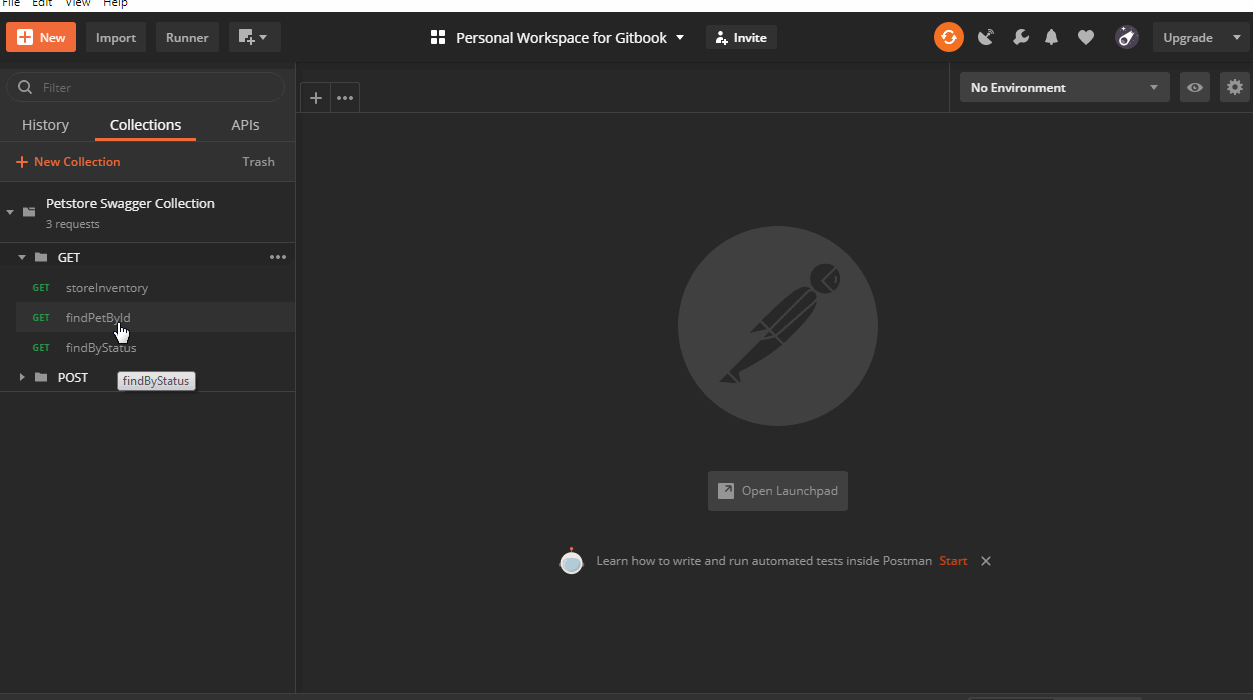 File Edit View Help
New Import Runner Personal Workspace for Gitbook Invite Upgrade
Filter
No Environment
History Collections APIs
New Collection Trash
Petstore Swagger Collection
3 requests
GET
GET storeInventory
GET findPetById
GET findByStatus
POST
findByStatus
Open Launchpad
Learn how to write and run automated tests inside Postman Start